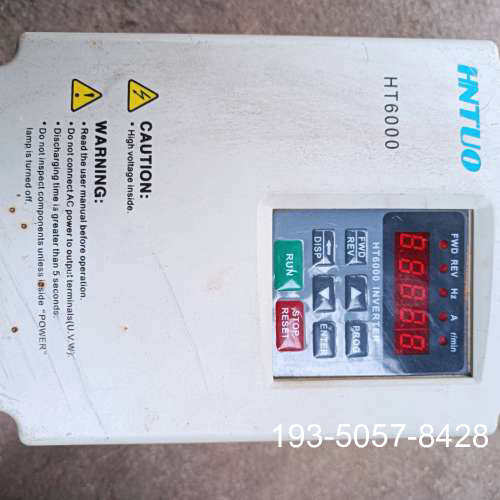 HNTUO
HT6000
CAUTION:
• High voltage inside.
WARNING:
• Read the user manual before operation.
• Do not connect AC power to output terminals(U.V.W).
• Discharging time is greater than 5 seconds.
• Do not inspect components unless inside "POWER"
lamp is turned off.
FWD REV Hz A r/min
88888
HT6000 INVERTER
FWD
REV
PROG
DISP
ENTER
RUN
STOP
RESET
193-5057-8428